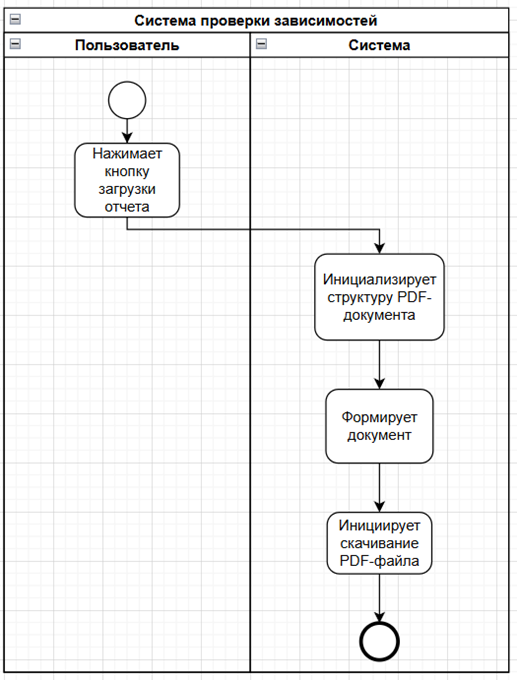 Система проверки зависимостей
Пользователь
Система
Нажимает
кнопку
загрузки
отчета
Инициализирует
структуру PDF-
документа
Формирует
документ
Инициирует
скачивание
PDF-файла